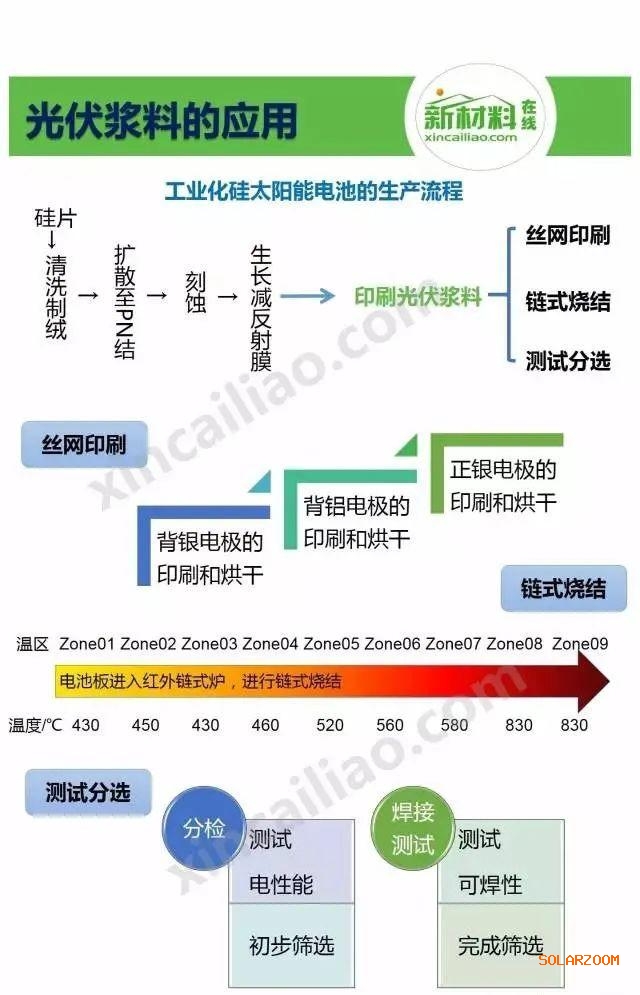 光伏浆料的应用
新材料在线
xincailiao.com
工业化硅太阳能电池的生产流程
硅片
清洗制绒
扩散至PN结
刻蚀
生长减反射膜
印刷光伏浆料
丝网印刷
链式烧结
测试分选
丝网印刷
背银电极的
印刷和烘干
背铝电极的
印刷和烘干
正银电极的
印刷和烘干
链式烧结
温区 Zone01 Zone02 Zone03 Zone04 Zone05 Zone06 Zone07 Zone08 Zone09
电池板进入红外链式炉，进行链式烧结
温度/℃ 430 450 430 460 520 560 580 830 830
测试分选
分检
测试
电性能
初步筛选
焊接
测试
测试
可焊性
完成筛选
xincailiao.com
xincailiao.com
SOLARZOOM